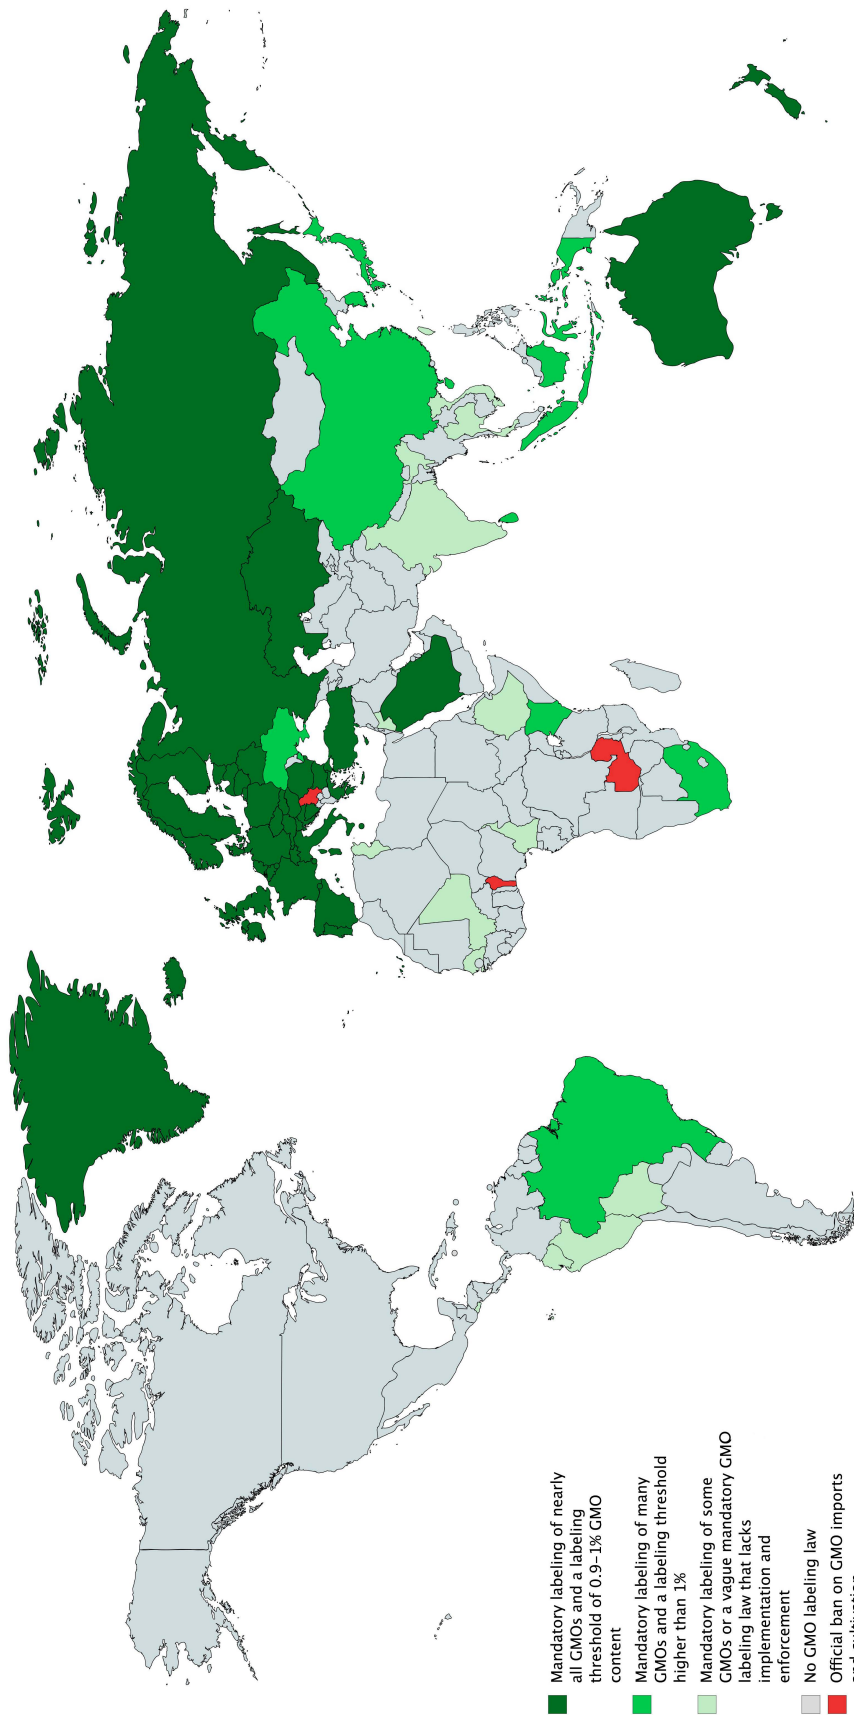 Mandatory labeling of nearly
all GMOs and a labeling
threshold of 0.9–1% GMO
content
Mandatory labeling of many
GMOs and a labeling threshold
higher than 1%
Mandatory labeling of some
GMOs or a vague mandatory GMO
labeling law that lacks
implementation and
enforcement
No GMO labeling law
Official ban on GMO imports
and cultivation